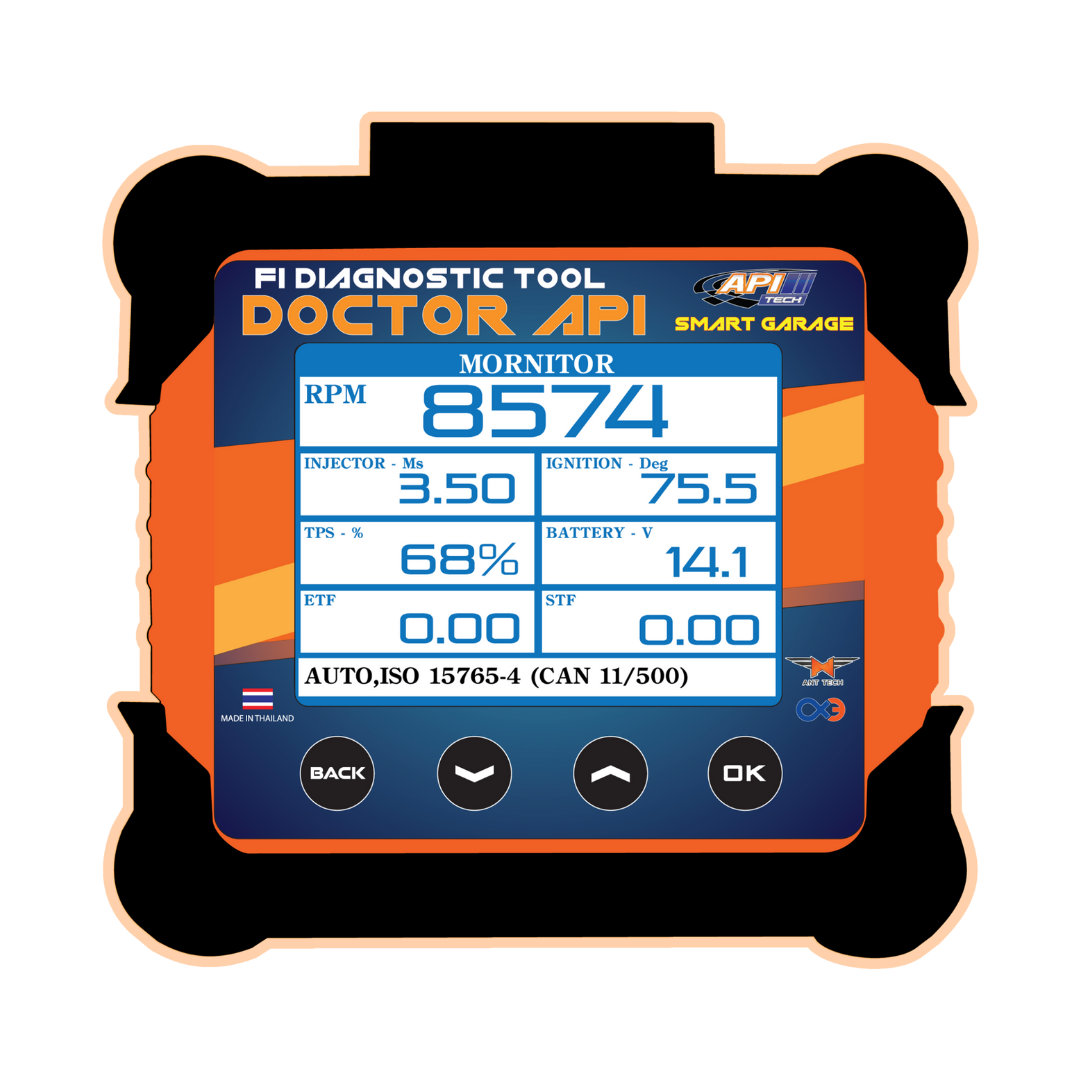 FI DIAGNOSTIC TOOL
DOCTOR API
API TECH
SMART GARAGE
MORNITOR
RPM 8574
INJECTOR - Ms 3.50
IGNITION - Deg 75.5
TPS - % 68%
BATTERY - V 14.1
ETF 0.00
STF 0.00
AUTO,ISO 15765-4 (CAN 11/500)
MADE IN THAILAND
ANT TECH
BACK
OK